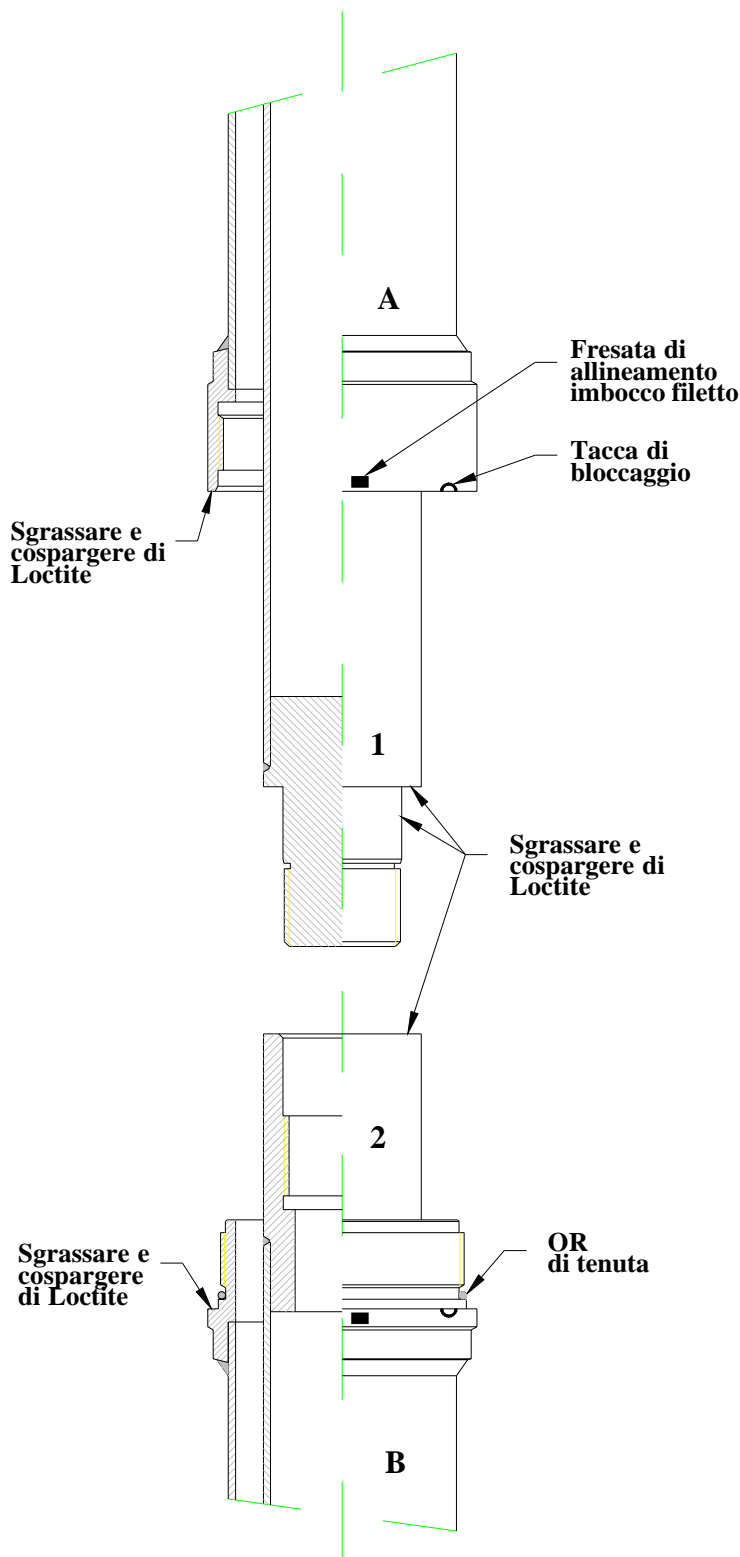 A
Fresata di
allineamento
imbocco filetto
Tacca di
bloccaggio
Sgrassare e
cospargere di
Loctite
1
Sgrassare e
cospargere di
Loctite
2
Sgrassare e
cospargere
di Loctite
OR
di tenuta
B